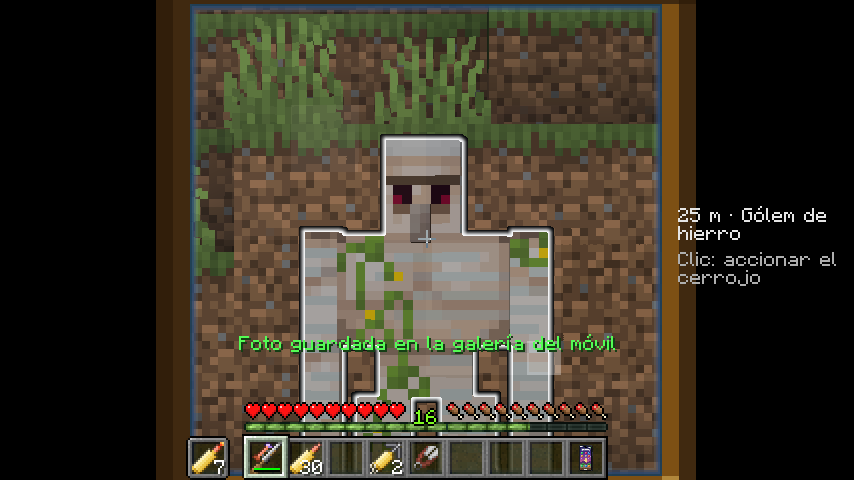 25 m · Gólem de
hierro
Clic: accionar el
cerrojo
Foto guardada en la galería del móvil
16
7
30
2